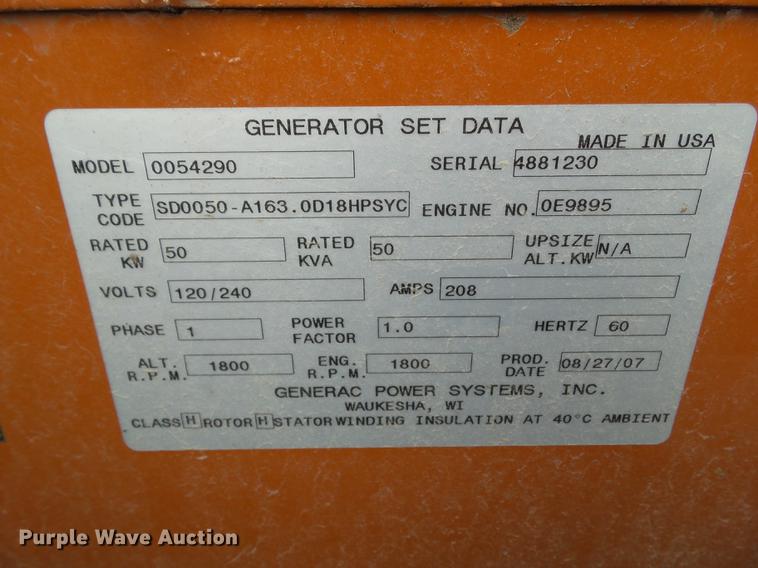 GENERATOR SET DATA
MADE IN USA
MODEL 0054290 SERIAL 4881230
TYPE CODE SD0050-A163.0D18HPSYC ENGINE NO. 0E9895
RATED KW 50 RATED KVA 50 UPSIZE ALT.KW N/A
VOLTS 120/240 AMPS 208
PHASE 1 POWER FACTOR 1.0 HERTZ 60
ALT. R.P.M. 1800 ENG. R.P.M. 1800 PROD. DATE 08/27/07
GENERAC POWER SYSTEMS, INC.
WAUKESHA, WI
CLASS H ROTOR H STATOR WINDING INSULATION AT 40°C AMBIENT
Purple Wave Auction